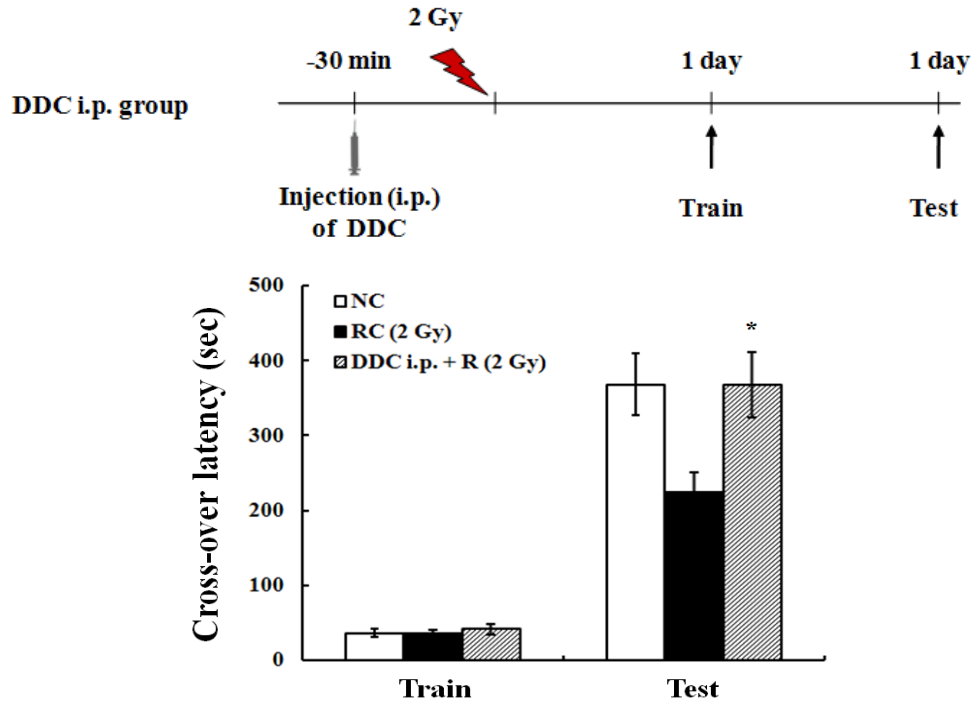 2 Gy
-30 min
1 day
1 day
DDC i.p. group
Injection (i.p.)
of DDC
Train
Test
500
400
300
200
100
0
Cross-over latency (sec)
NC
RC (2 Gy)
DDC i.p. + R (2 Gy)
*
Train
Test